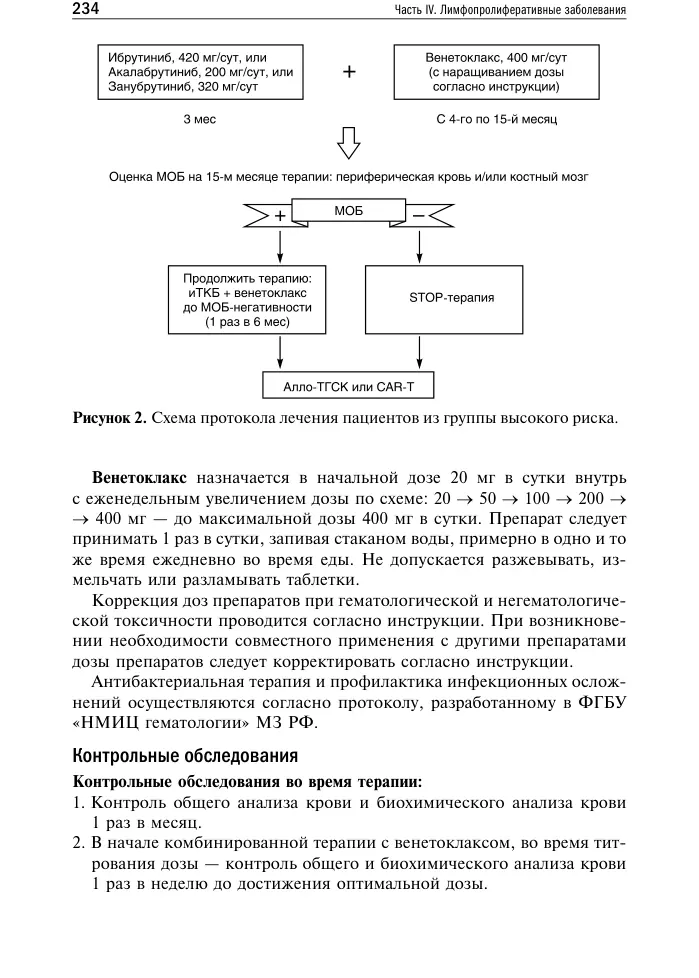 234
Часть IV. Лимфопролиферативные заболевания
Ибрутиниб, 420 мг/сут, или
Акалабрутиниб, 200 мг/сут, или
Занубрутиниб, 320 мг/сут
+
Венетоклакс, 400 мг/сут
(с наращиванием дозы
согласно инструкции)
3 мес
С 4-го по 15-й месяц
Оценка МОБ на 15-м месяце терапии: периферическая кровь и/или костный мозг
+
МОБ
–
Продолжить терапию:
иТКБ + венетоклакс
до МОБ-негативности
(1 раз в 6 мес)
STOP-терапия
Алло-ТГСК или CAR-T
Рисунок 2. Схема протокола лечения пациентов из группы высокого риска.
Венетоклакс назначается в начальной дозе 20 мг в сутки внутрь
с еженедельным увеличением дозы по схеме: 20 → 50 → 100 → 200 →
→ 400 мг — до максимальной дозы 400 мг в сутки. Препарат следует
принимать 1 раз в сутки, запивая стаканом воды, примерно в одно и то
же время ежедневно во время еды. Не допускается разжевывать, из-
мельчать или разламывать таблетки.
Коррекция доз препаратов при гематологической и негематологиче-
ской токсичности проводится согласно инструкции. При возникнове-
нии необходимости совместного применения с другими препаратами
дозы препаратов следует корректировать согласно инструкции.
Антибактериальная терапия и профилактика инфекционных ослож-
нений осуществляются согласно протоколу, разработанному в ФГБУ
«НМИЦ гематологии» МЗ РФ.
Контрольные обследования
Контрольные обследования во время терапии:
1. Контроль общего анализа крови и биохимического анализа крови
1 раз в месяц.
2. В начале комбинированной терапии с венетоклаксом, во время тит-
рования дозы — контроль общего и биохимического анализа крови
1 раз в неделю до достижения оптимальной дозы.